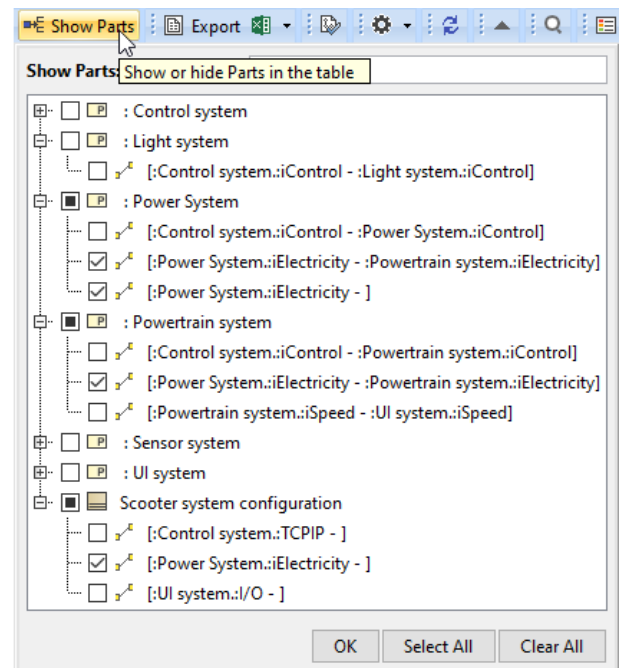 Show Parts Export
Show Parts: Show or hide Parts in the table
P : Control system
P : Light system
[:Control system.:iControl - :Light system.:iControl]
P : Power System
[:Control system.:iControl - :Power System.:iControl]
[:Power System.:iElectricity - :Powertrain system.:iElectricity]
[:Power System.:iElectricity - ]
P : Powertrain system
[:Control system.:iControl - :Powertrain system.:iControl]
[:Power System.:iElectricity - :Powertrain system.:iElectricity]
[:Powertrain system.:iSpeed - :UI system.:iSpeed]
P : Sensor system
P : UI system
Scooter system configuration
[:Control system.:TCPIP - ]
[:Power System.:iElectricity - ]
[:UI system.:I/O - ]
OK Select All Clear All